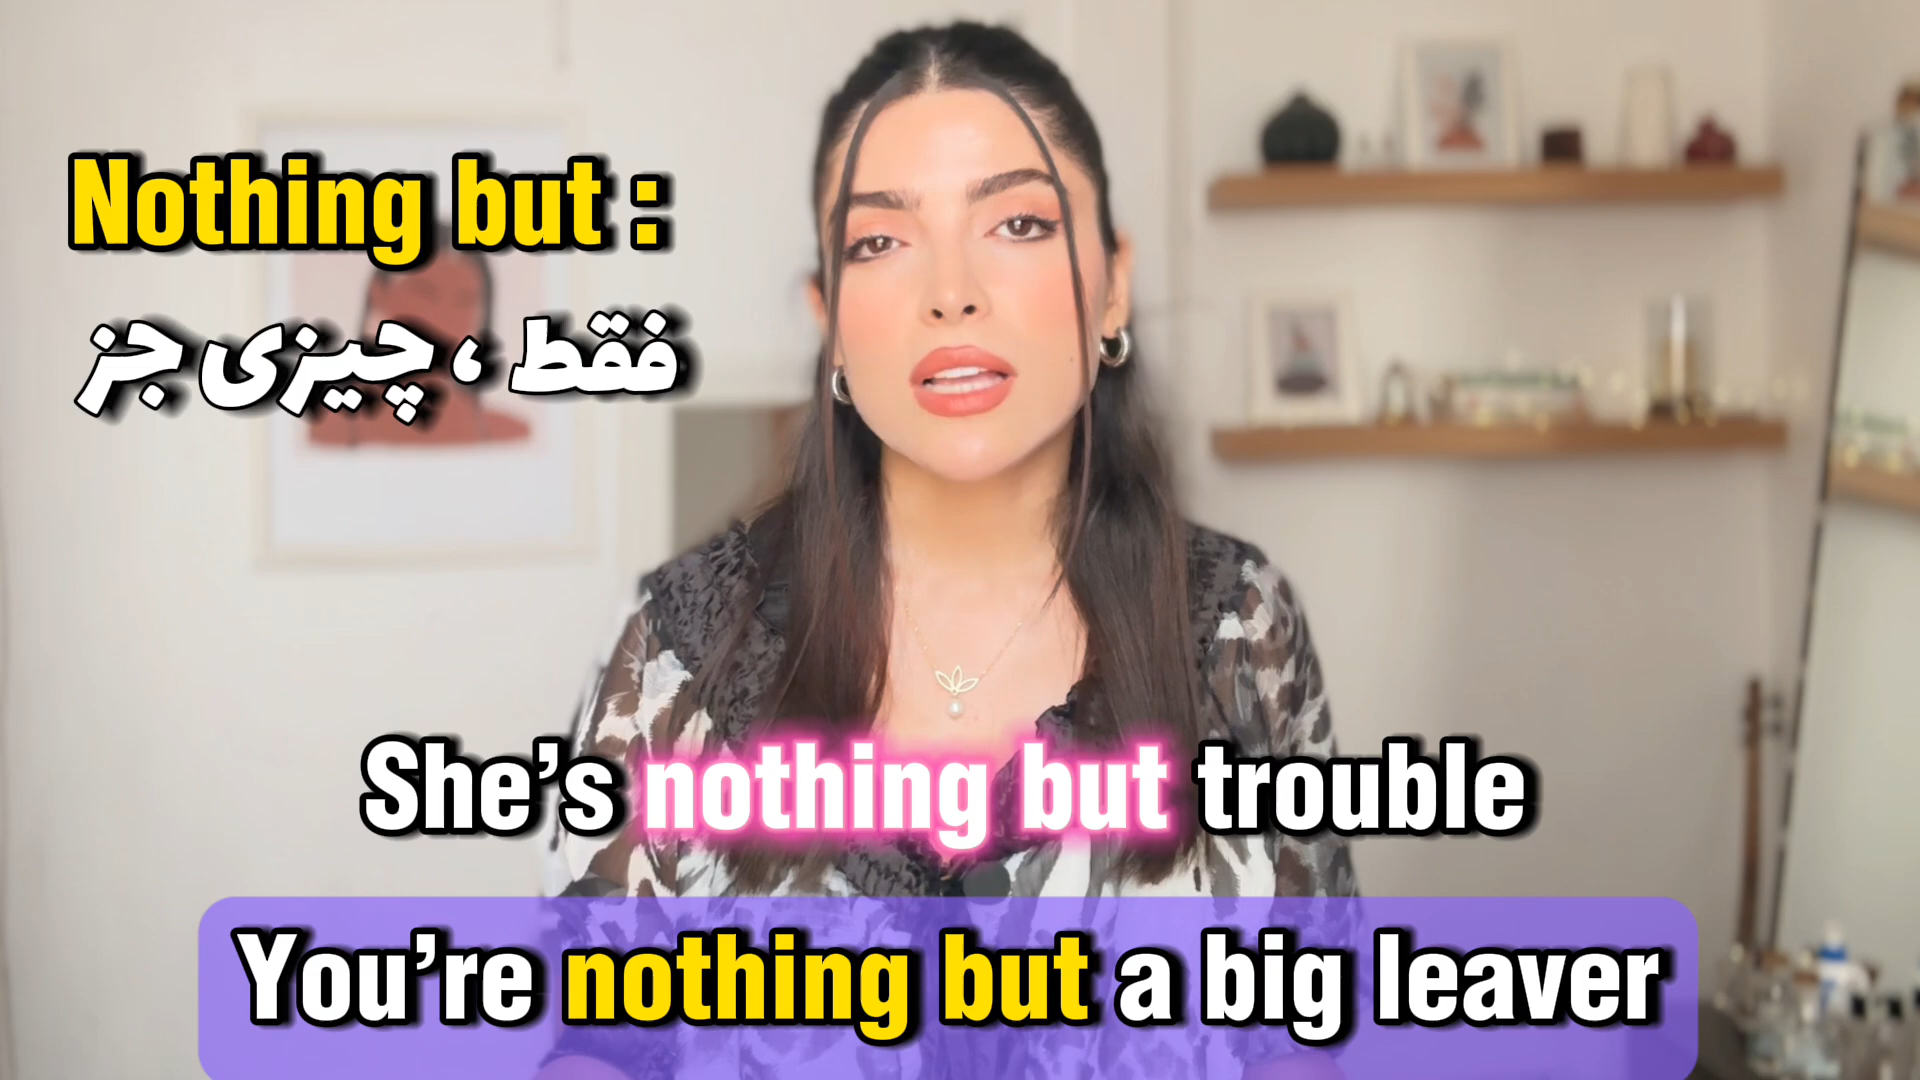 Nothing but :
فقط ، چیزی جز
She’s nothing but trouble
You’re nothing but a big leaver